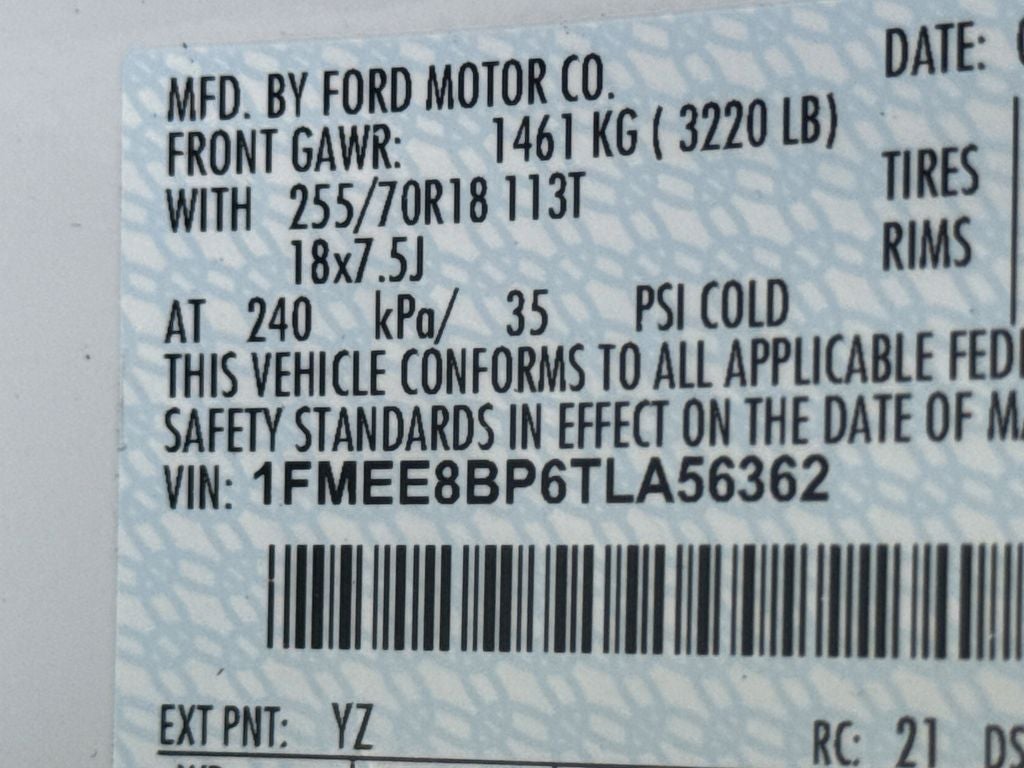 MFD. BY FORD MOTOR CO.
DATE:
FRONT GAWR: 1461 KG ( 3220 LB)
WITH 255/70R18 113T
TIRES
18x7.5J
RIMS
AT 240 kPa/ 35 PSI COLD
THIS VEHICLE CONFORMS TO ALL APPLICABLE
SAFETY STANDARDS IN EFFECT ON THE DATE OF
VIN: 1FMEE8BP6TLA56362
EXT PNT: YZ
RC: 21 DS